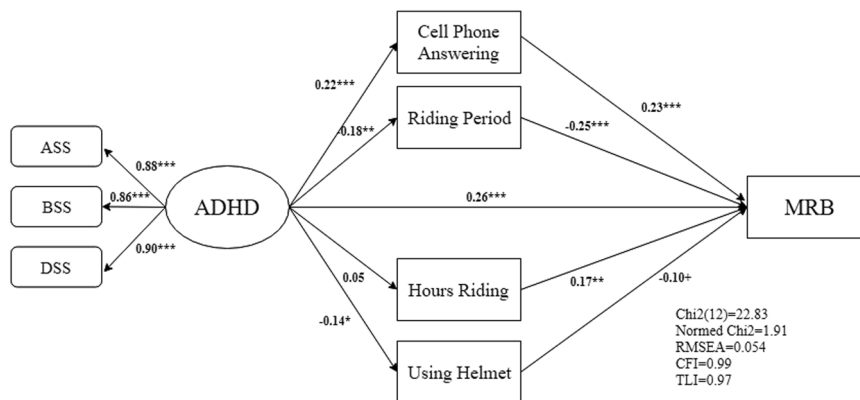 Cell Phone
Answering
0.22***
0.23***
Riding Period
-0.18**
-0.25***
ASS
0.88***
BSS
0.86***
ADHD
0.26***
MRB
DSS
0.90***
0.05
Hours Riding
0.17**
-0.10+
-0.14*
Using Helmet
Chi2(12)=22.83
Normed Chi2=1.91
RMSEA=0.054
CFI=0.99
TLI=0.97